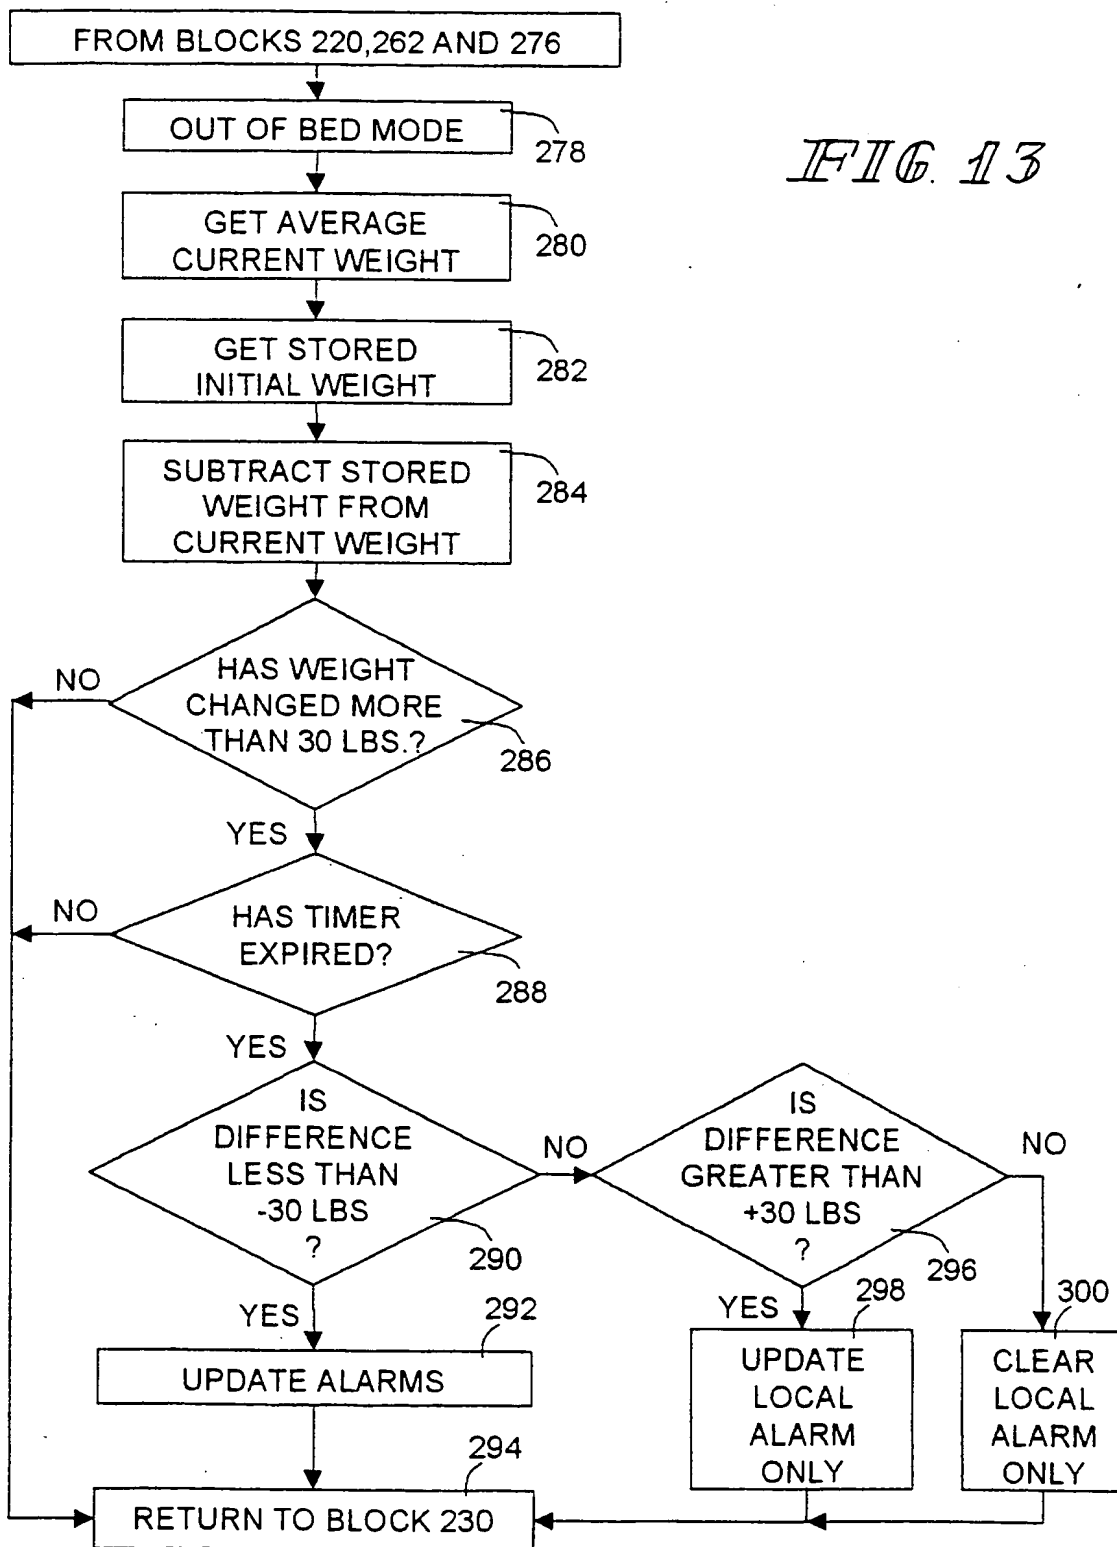 FROM BLOCKS 220,262 AND 276
OUT OF BED MODE
278
FIG. 13
GET AVERAGE
CURRENT WEIGHT
280
GET STORED
INITIAL WEIGHT
282
SUBTRACT STORED
WEIGHT FROM
CURRENT WEIGHT
284
NO
HAS WEIGHT
CHANGED MORE
THAN 30 LBS.?
286
YES
NO
HAS TIMER
EXPIRED?
288
YES
IS
DIFFERENCE
LESS THAN
-30 LBS
?
290
NO
IS
DIFFERENCE
GREATER THAN
+30 LBS
?
296
NO
YES
292
UPDATE ALARMS
YES
298
UPDATE
LOCAL
ALARM
ONLY
300
CLEAR
LOCAL
ALARM
ONLY
294
RETURN TO BLOCK 230